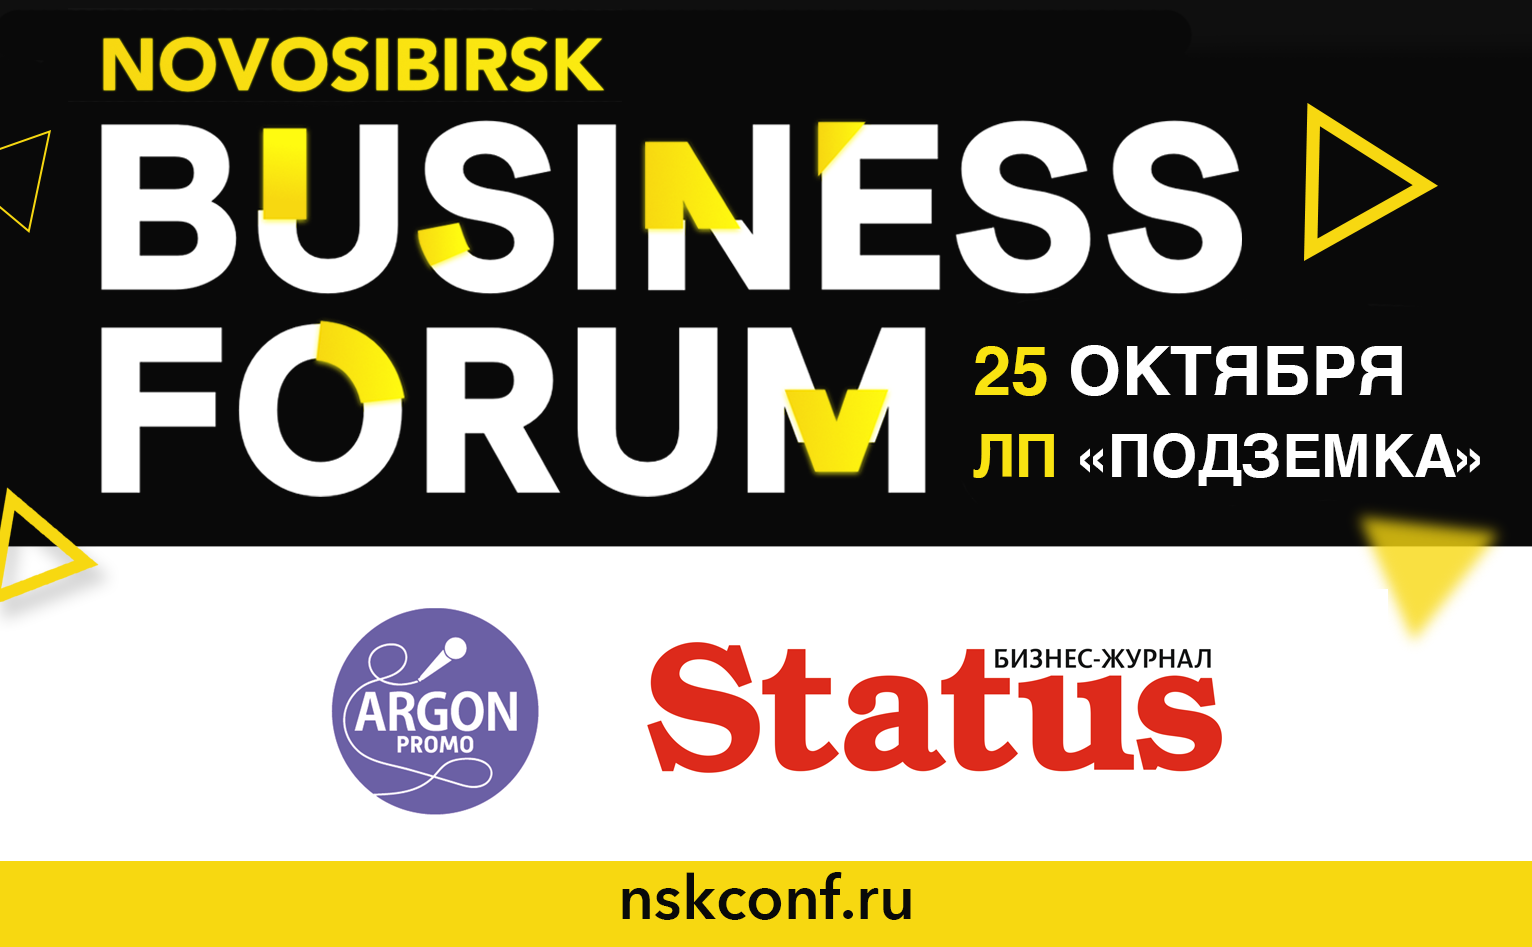 NOVOSIBIRSK
BUSINESS
FORUM
25 ОКТЯБРЯ
ЛП «ПОДЗЕМКА»
ARGON
PROMO
Status
БИЗНЕС-ЖУРНАЛ
nskconf.ru